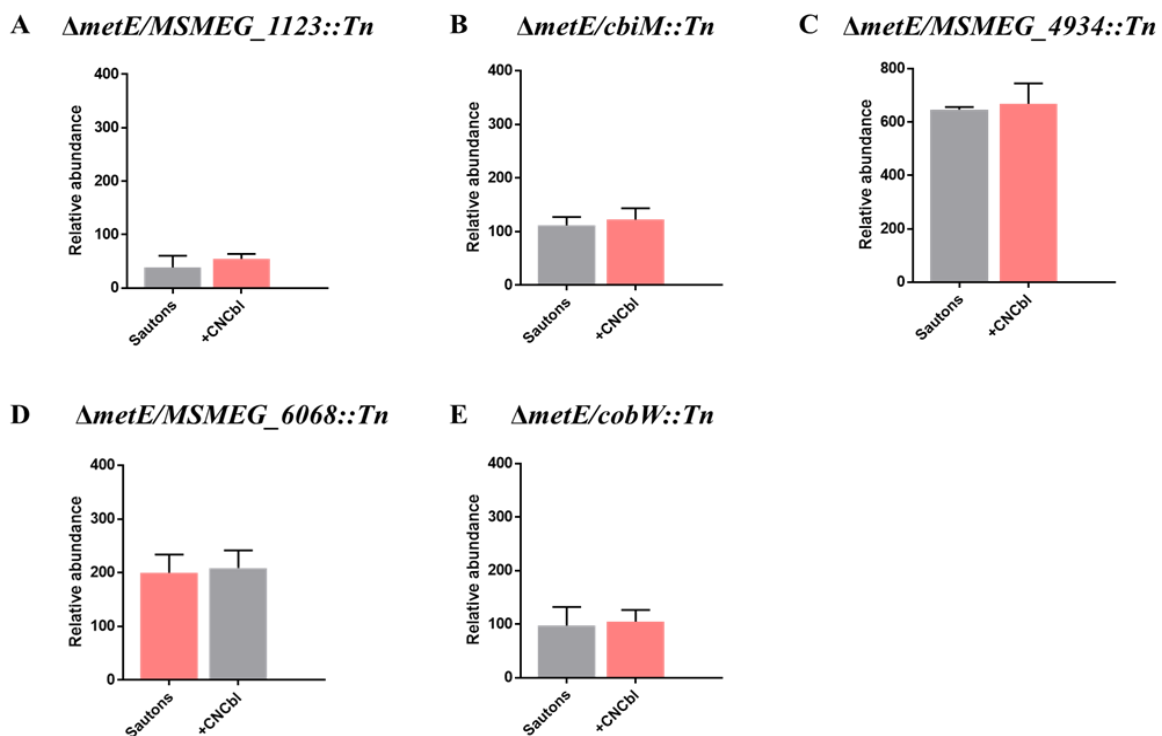 A ΔmetE/MSMEG_1123::Tn
B ΔmetE/cbiM::Tn
C ΔmetE/MSMEG_4934::Tn
Relative abundance
400
300
200
100
0
Sautons
+CNCbl
Relative abundance
400
300
200
100
0
Sautons
+CNCbl
Relative abundance
800
600
400
200
0
Sautons
+CNCbl
D ΔmetE/MSMEG_6068::Tn
E ΔmetE/cobW::Tn
Relative abundance
400
300
200
100
0
Sautons
+CNCbl
Relative abundance
400
300
200
100
0
Sautons
+CNCbl